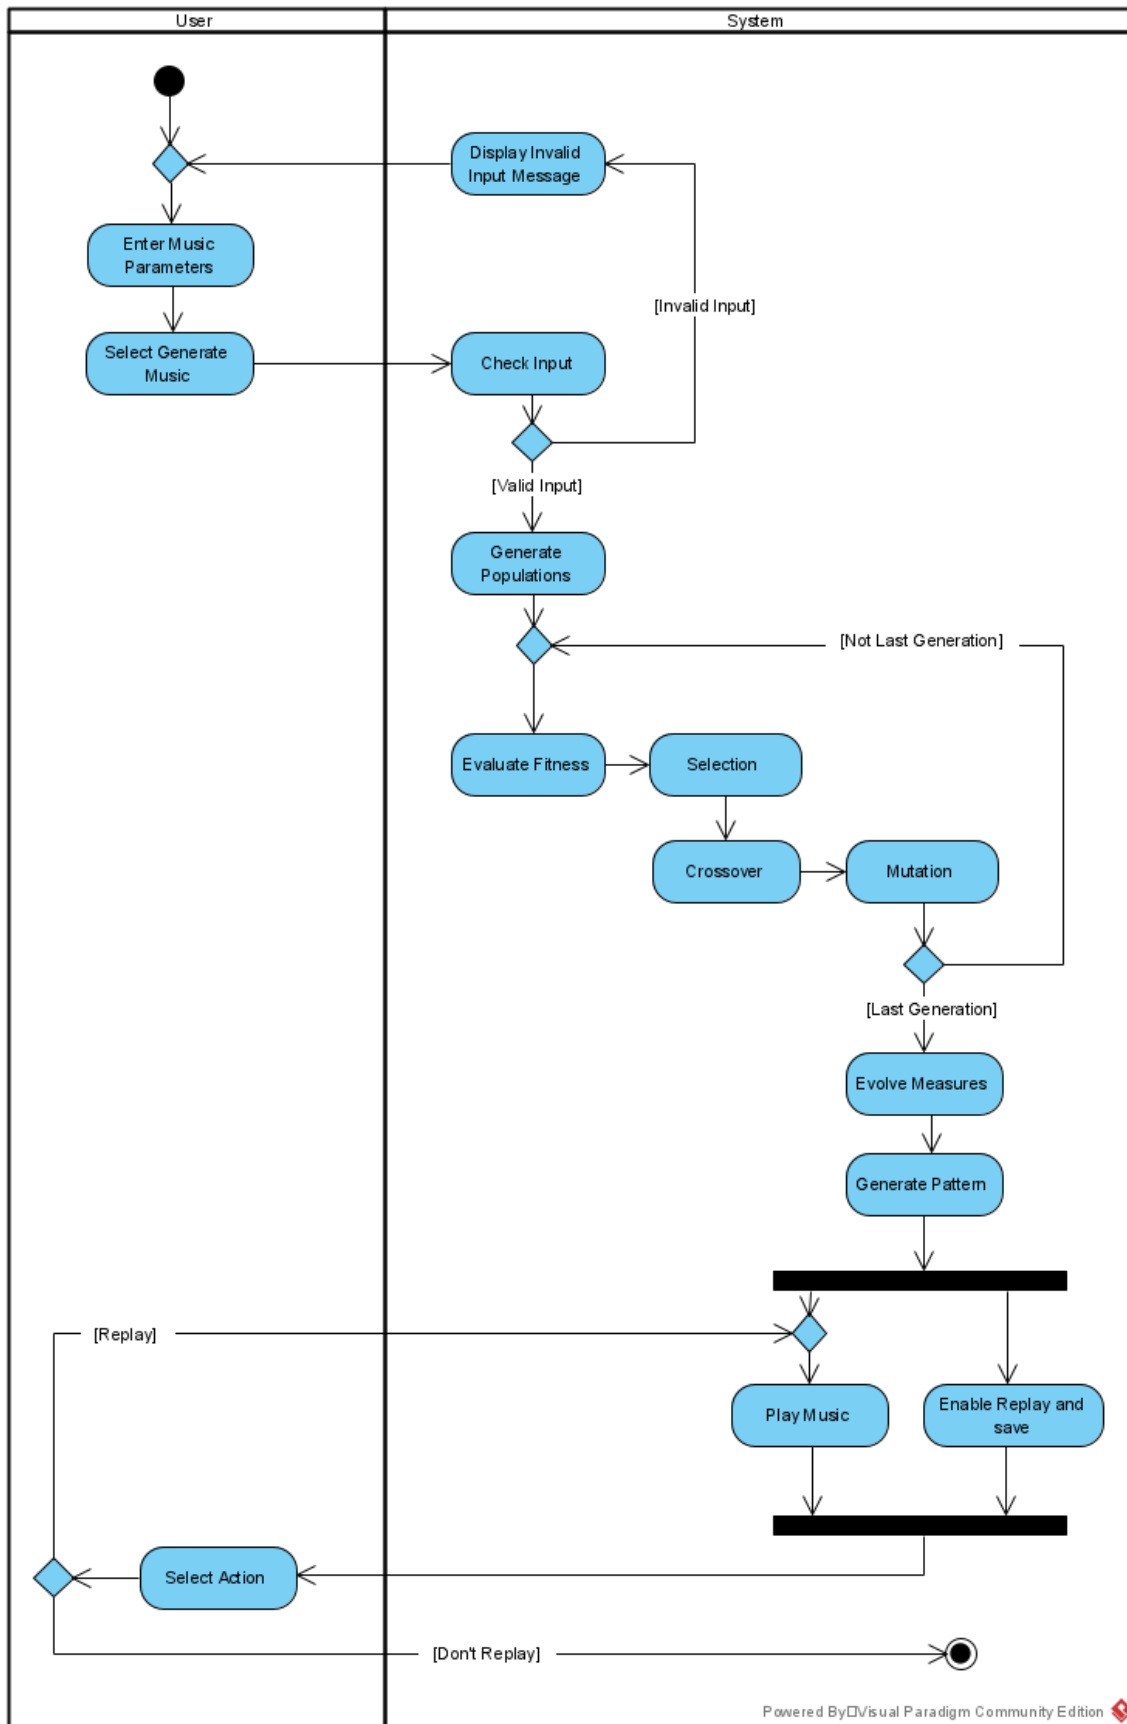 User
System
Display Invalid
Input Message
Enter Music
Parameters
[Invalid Input]
Select Generate
Music
Check Input
[Valid Input]
Generate
Populations
[Not Last Generation]
Evaluate Fitness
Selection
Crossover
Mutation
[Last Generation]
Evolve Measures
Generate Pattern
[Replay]
Play Music
Enable Replay and
save
Select Action
[Don't Replay]
Powered By□Visual Paradigm Community Edition